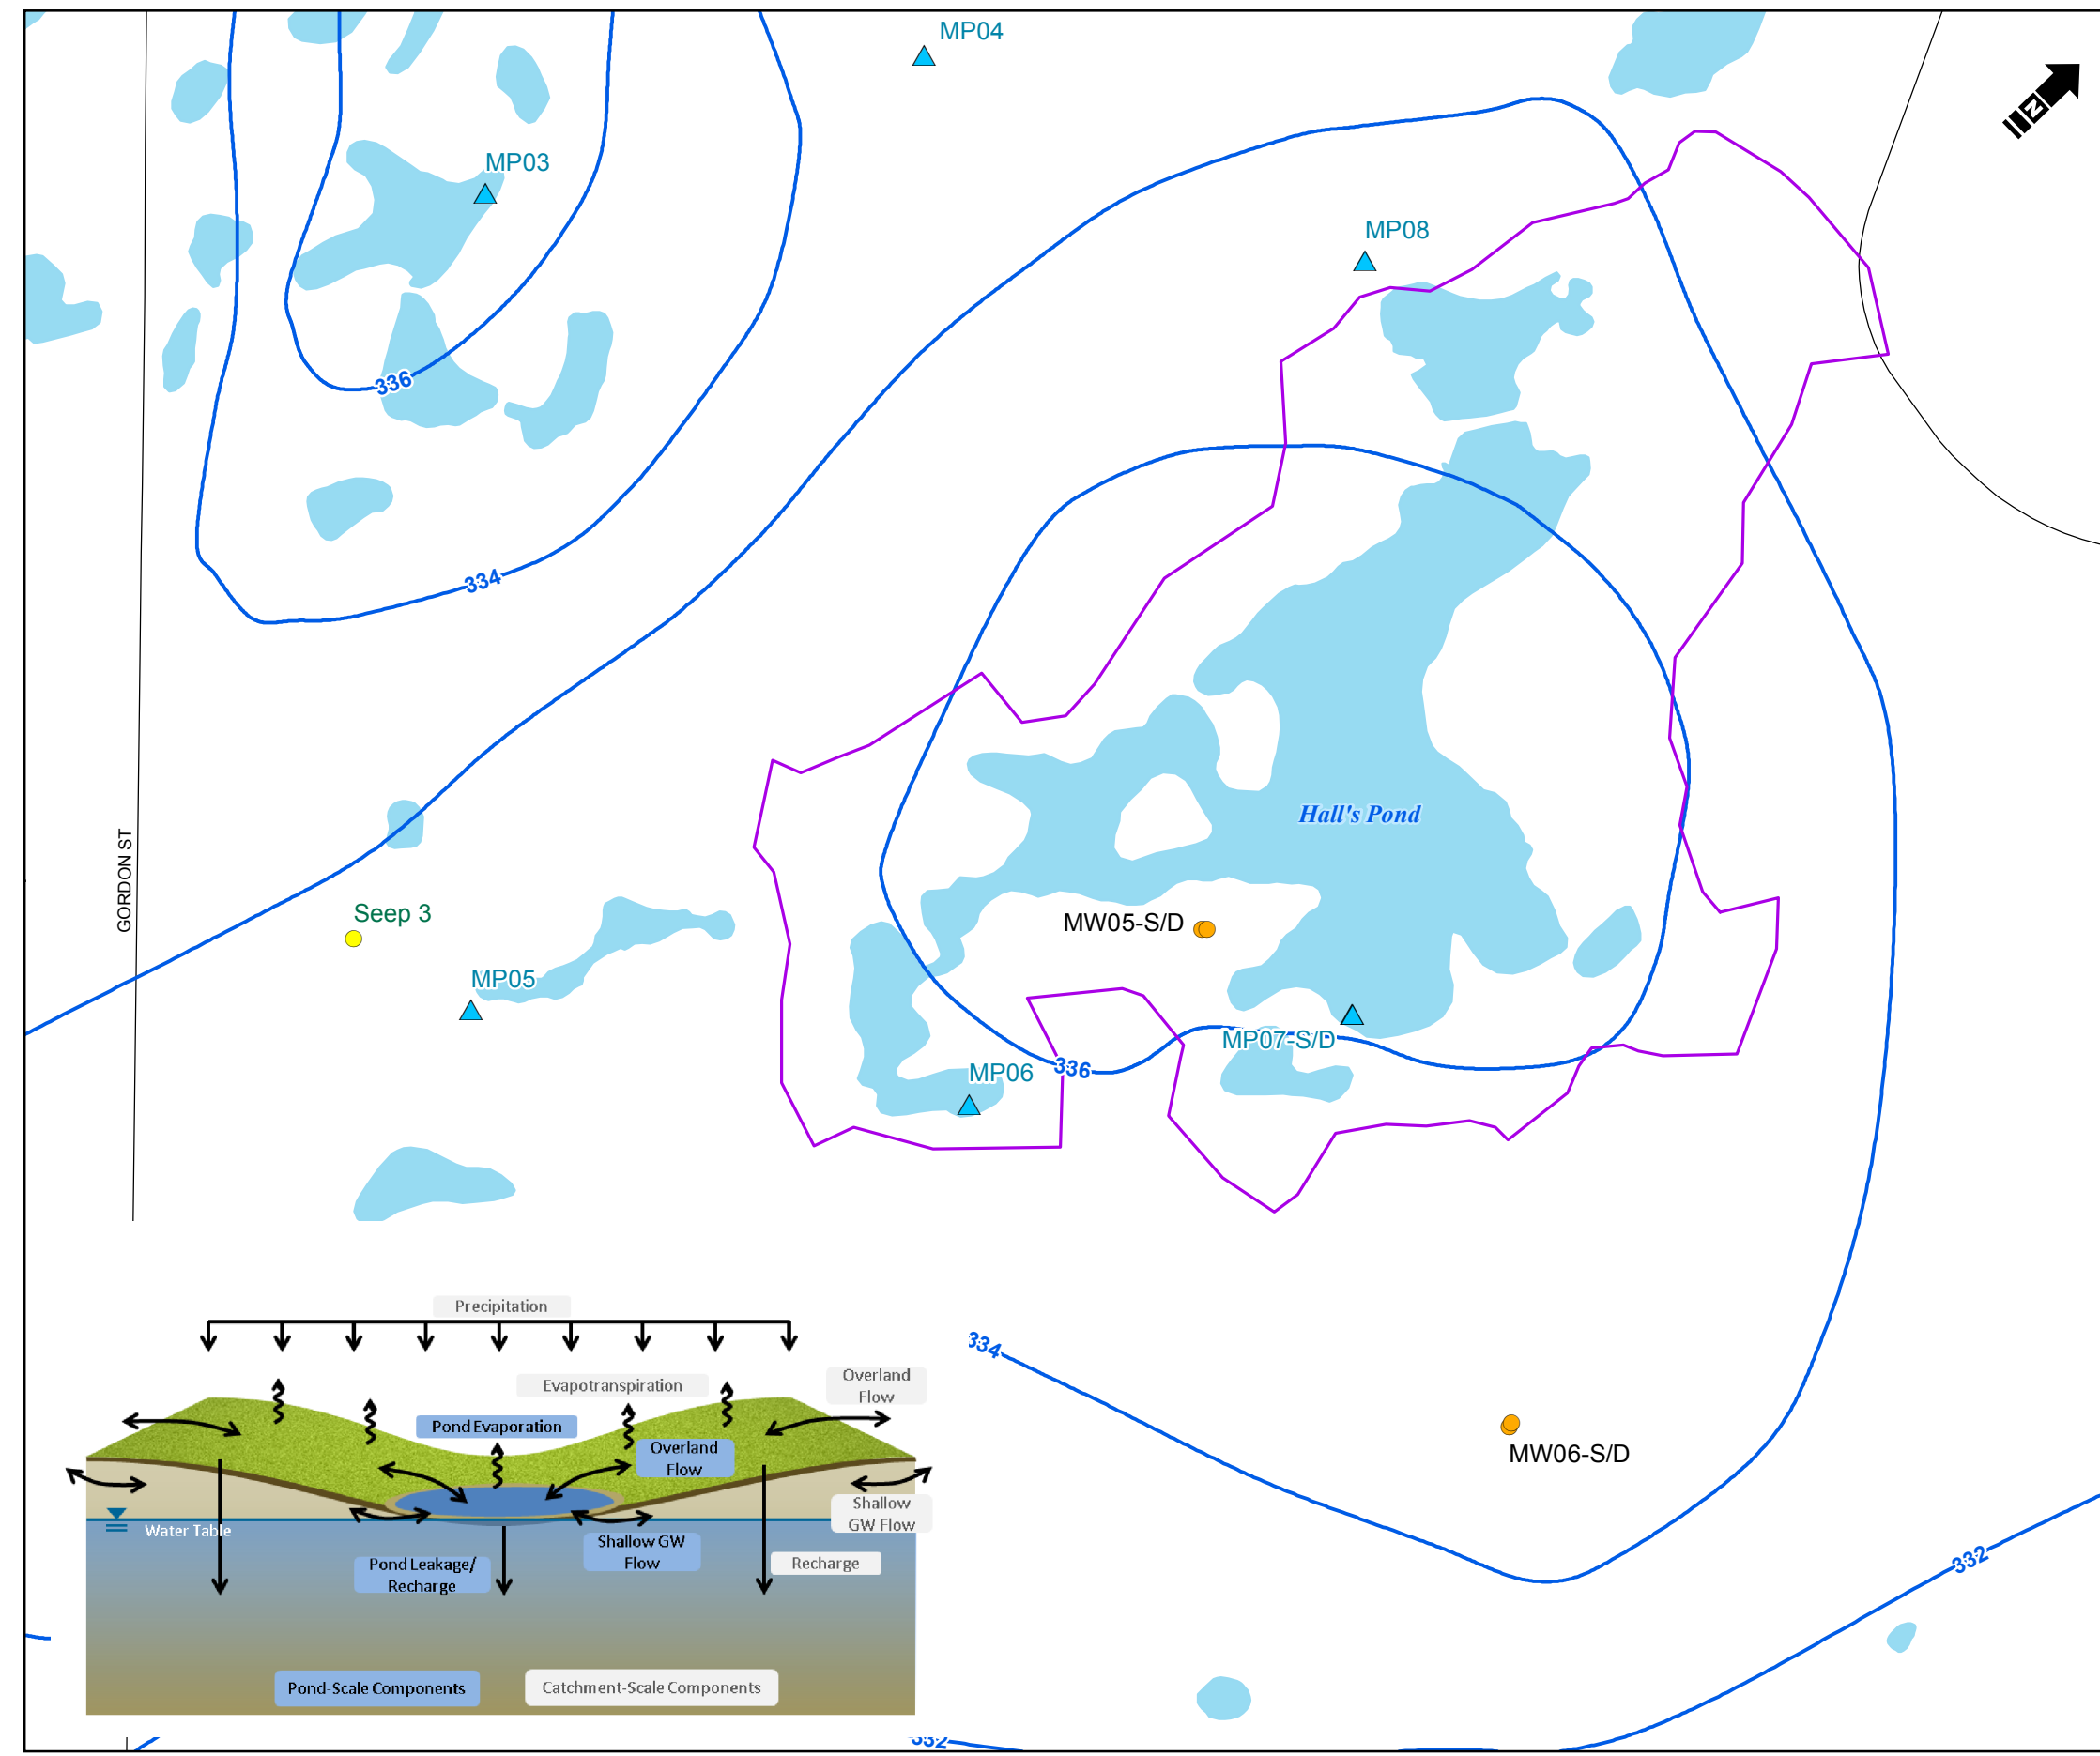 MP04
N
MP03
MP08
336
334
Hall's Pond
GORDON ST
Seep 3
MW05-S/D
MP05
MP07-S/D
336
MP06
Precipitation
334
Overland
Flow
Evapotranspiration
Pond Evaporation
Overland
Flow
MW06-S/D
Shallow
GW Flow
Water Table
Shallow GW
Flow
Recharge
Pond Leakage/
Recharge
332
Pond-Scale Components
Catchment-Scale Components
332